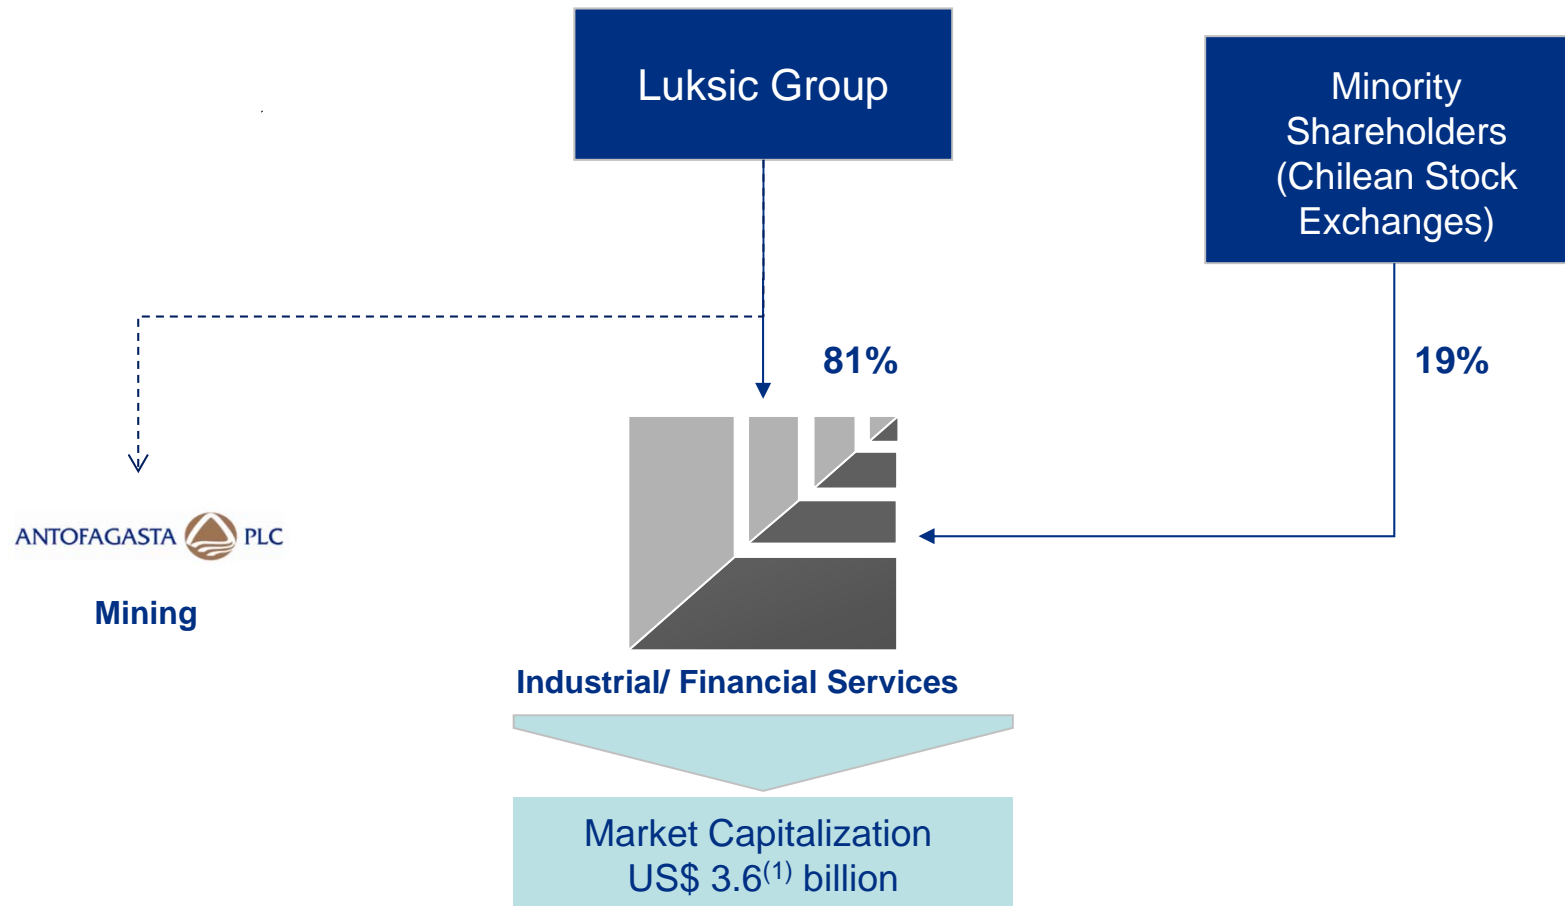 Luksic Group
Minority
Shareholders
(Chilean Stock
Exchanges)
81%
19%
ANTOFAGASTA PLC
Mining
Industrial/ Financial Services
Market Capitalization
US$ 3.6(1) billion